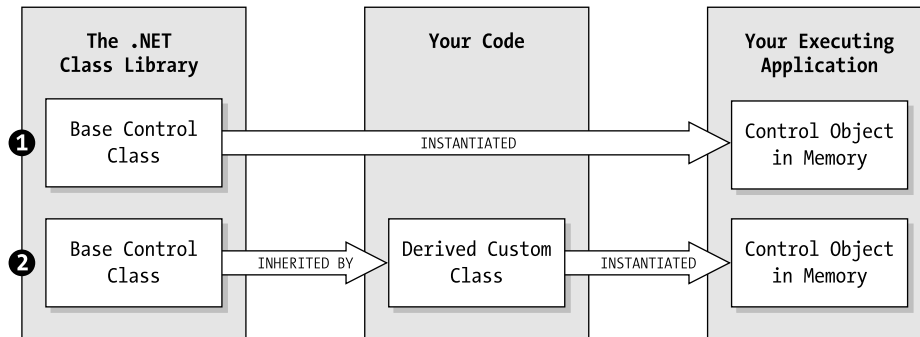 The .NET
Class Library
Your Code
Your Executing
Application
1
Base Control
Class
INSTANTIATED
Control Object
in Memory
2
Base Control
Class
INHERITED BY
Derived Custom
Class
INSTANTIATED
Control Object
in Memory